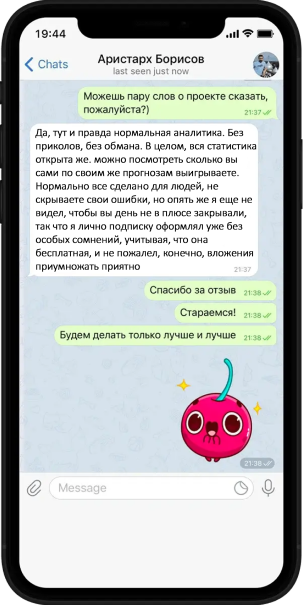 19:44
Chats
Аристарх Борисов
last seen just now
Можешь пару слов о проекте сказать,
пожалуйста?)
21:37
Да, тут и правда нормальная аналитика. Без
приколов, без обмана. В целом, вся статистика
открыта же. можно посмотреть сколько вы
сами по своим же прогнозам выигрываете.
Нормально все сделано для людей, не
скрываете свои ошибки, но опять же я еще не
видел, чтобы вы день не в плюсе закрывали,
так что я лично подписку оформлял уже без
особых сомнений, учитывая, что она
бесплатная, и не пожалел, конечно, вложения
приумножать приятно
21:37
Спасибо за отзыв 21:38
Стараемся! 21:38
Будем делать только лучше и лучше 21:38
21:38
Message